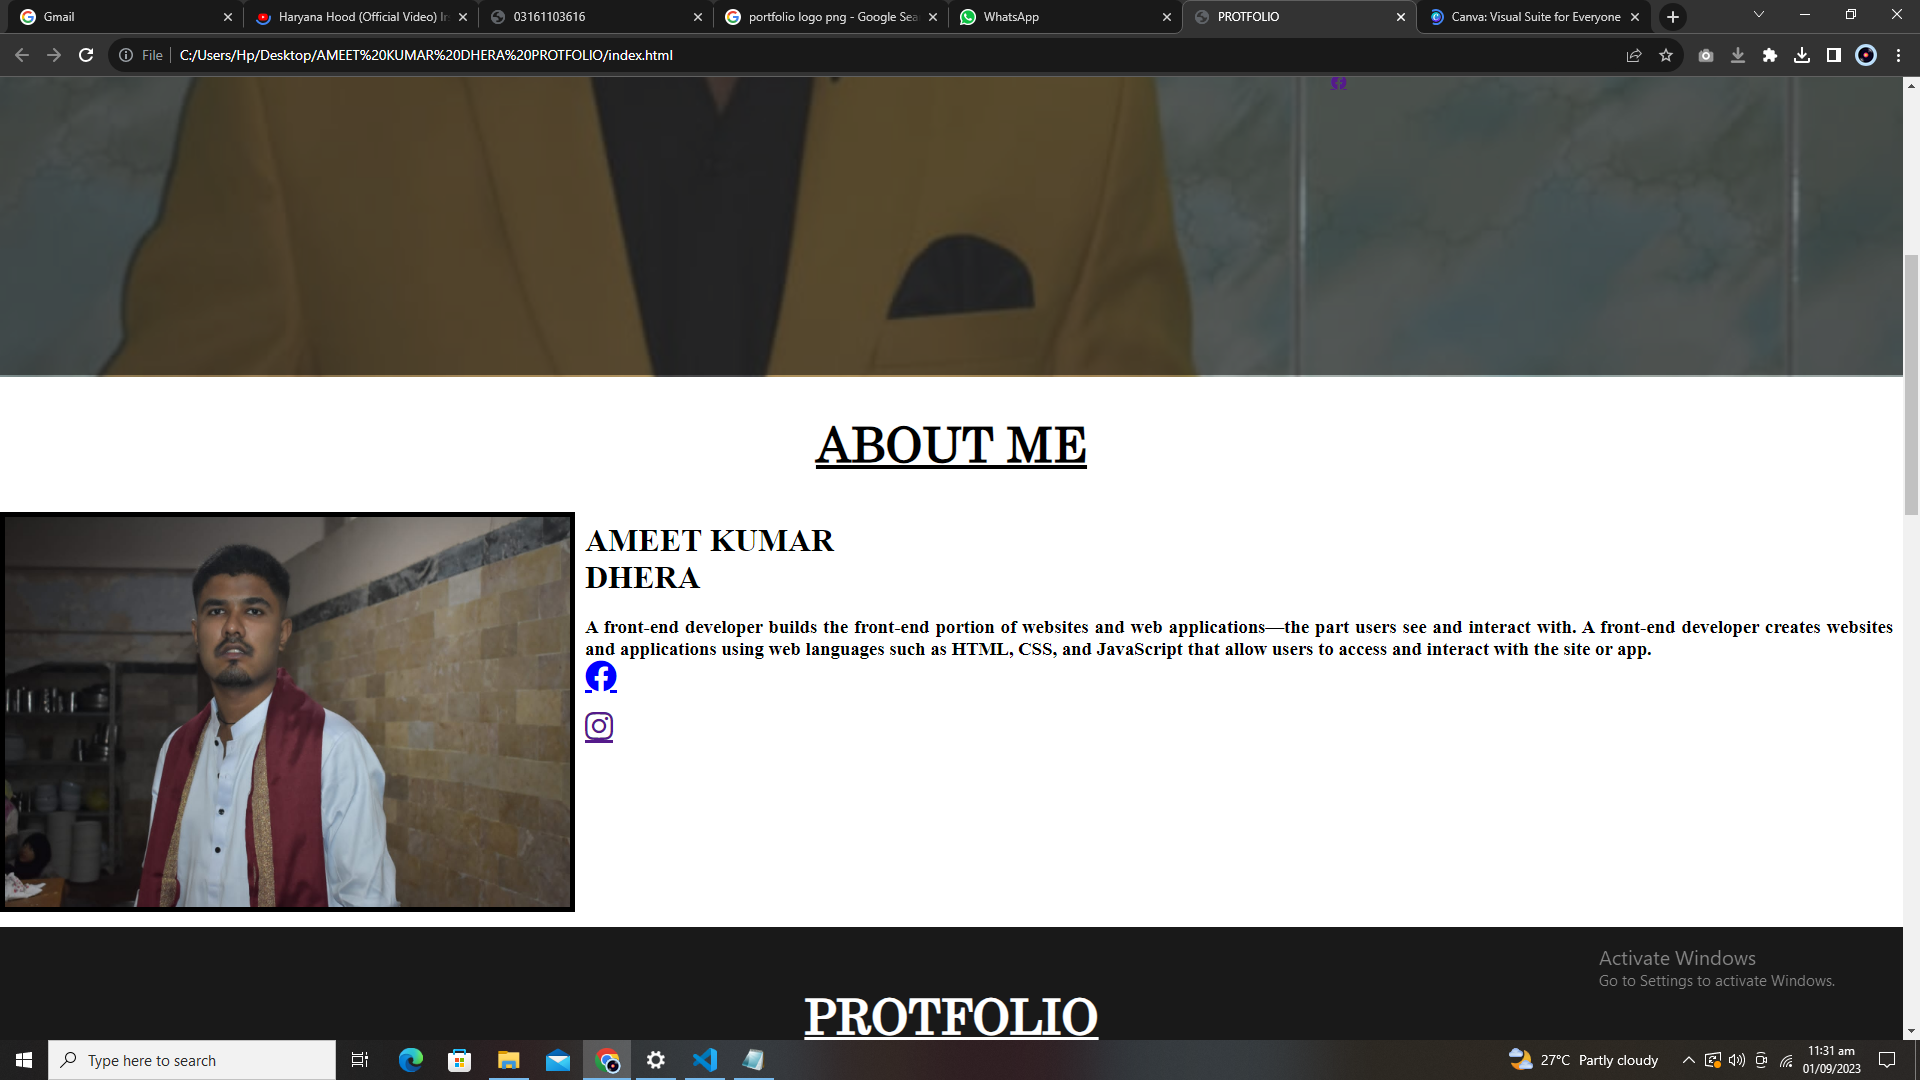 Gmail
Haryana Hood (Official Video) Ir
03161103616
portfolio logo png - Google Sea
WhatsApp
PROTFOLIO
Canva: Visual Suite for Everyone
File
C:/Users/Hp/Desktop/AMEET%20KUMAR%20DHERA%20PROTFOLIO/index.html
ABOUT ME
AMEET KUMAR
DHERA
A front-end developer builds the front-end portion of websites and web applications—the part users see and interact with. A front-end developer creates websites
and applications using web languages such as HTML, CSS, and JavaScript that allow users to access and interact with the site or app.
Activate Windows
Go to Settings to activate Windows.
PROTFOLIO
Type here to search
27°C Partly cloudy
11:31 am
01/09/2023